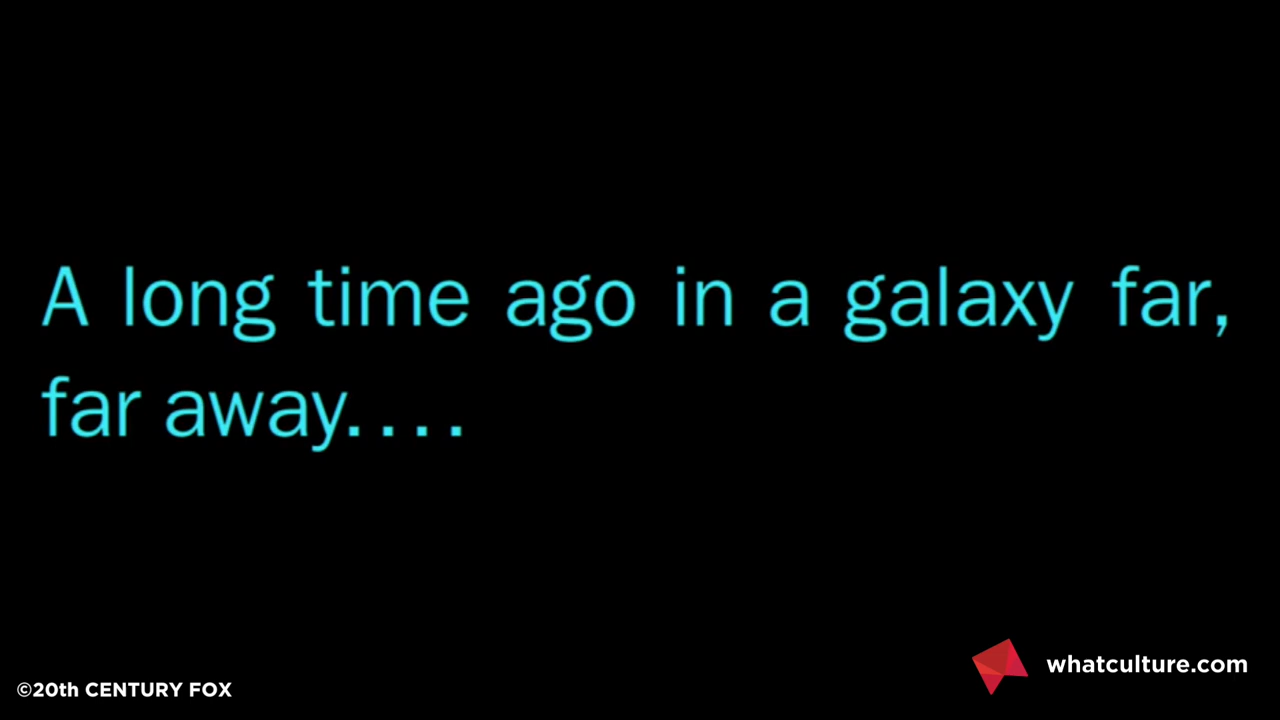 A long time ago in a galaxy far,
far away....
©20th CENTURY FOX
whatculture.com